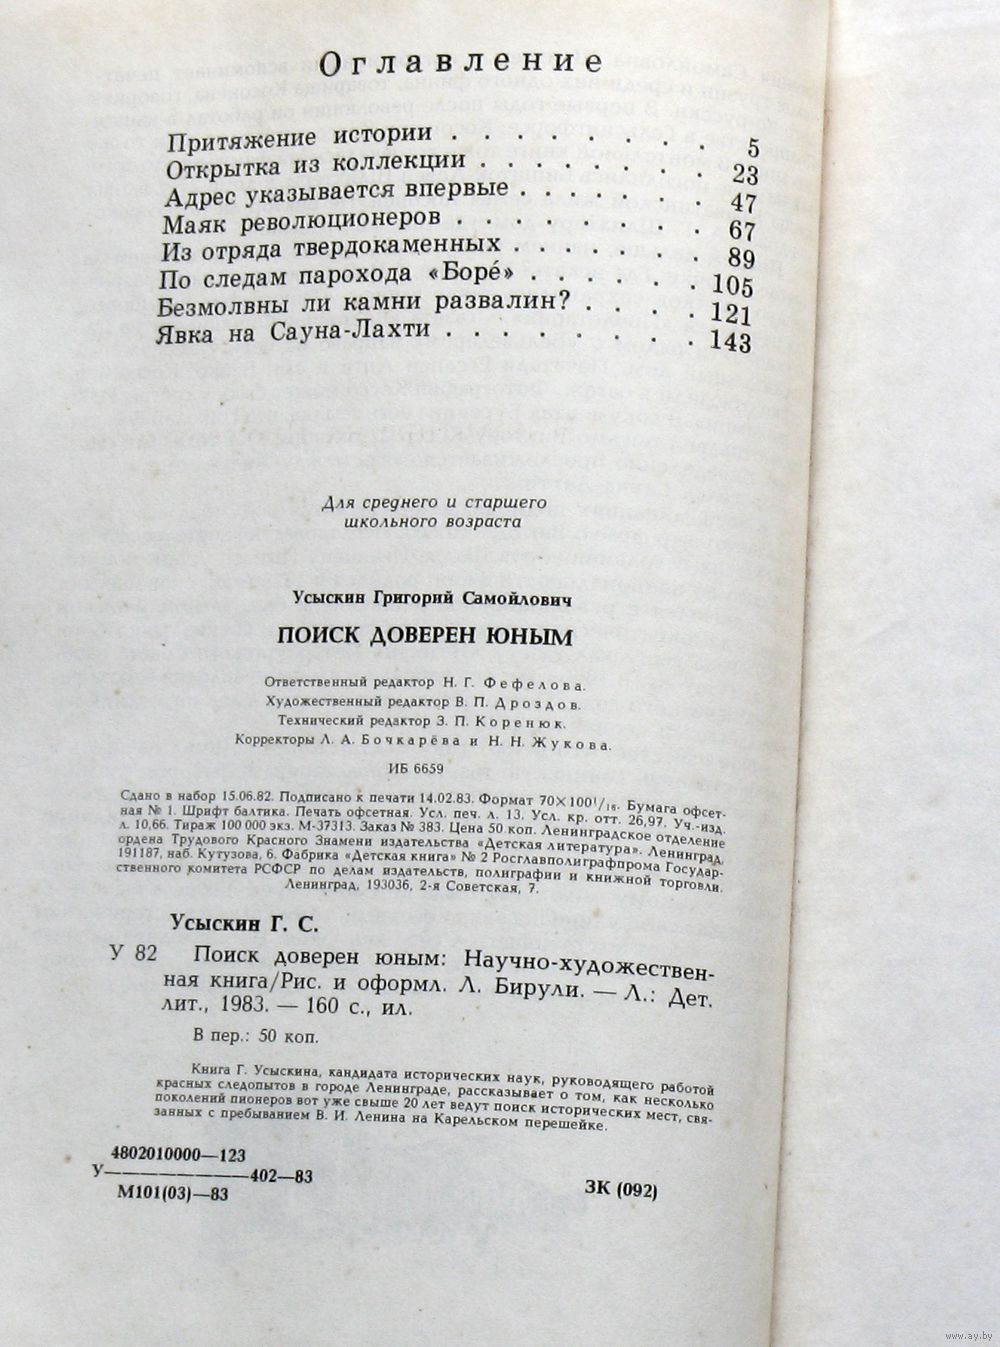 Оглавление
Притяжение истории . . . . . . . . 5
Открытка из коллекции . . . . . . . . 23
Адрес указывается впервые . . . . . . . 47
Маяк революционеров . . . . . . . . 67
Из отряда твердокаменных . . . . . . . 89
По следам парохода «Боре́» . . . . . . 105
Безмолвны ли камни развалин? . . . . 121
Явка на Сауна-Лахти . . . . . . . . 143
Для среднего и старшего
школьного возраста
Усыскин Григорий Самойлович
ПОИСК ДОВЕРЕН ЮНЫМ
Ответственный редактор Н. Г. Фефелова.
Художественный редактор В. П. Дроздов.
Технический редактор З. П. Коренюк.
Корректоры Л. А. Бочкарёва и Н. Н. Жукова.
ИБ 6659
Сдано в набор 15.06.82. Подписано к печати 14.02.83. Формат 70×100¹/₁₆. Бумага офсет-
ная № 1. Шрифт балтика. Печать офсетная. Усл. печ. л. 13. Усл. кр. отт. 26,97. Уч.-изд.
л. 10,66. Тираж 100 000 экз. М-37313. Заказ № 383. Цена 50 коп. Ленинградское отделение
ордена Трудового Красного Знамени издательства «Детская литература». Ленинград,
191187, наб. Кутузова, 6. Фабрика «Детская книга» № 2 Росглавполиграфпрома Государ-
ственного комитета РСФСР по делам издательств, полиграфии и книжной торговли.
Ленинград, 193036, 2-я Советская, 7.
Усыскин Г. С.
У 82 Поиск доверен юным: Научно-художествен-
ная книга/Рис. и оформл. Л. Бирули. — Л.: Дет.
лит., 1983. — 160 с., ил.
В пер.: 50 коп.
Книга Г. Усыскина, кандидата исторических наук, руководящего работой
красных следопытов в городе Ленинграде, рассказывает о том, как несколько
поколений пионеров вот уже свыше 20 лет ведут поиск исторических мест, свя-
занных с пребыванием В. И. Ленина на Карельском перешейке.
4802010000—123
У————————402—83
М101(03)—83
ЗК (092)
www.ay.by